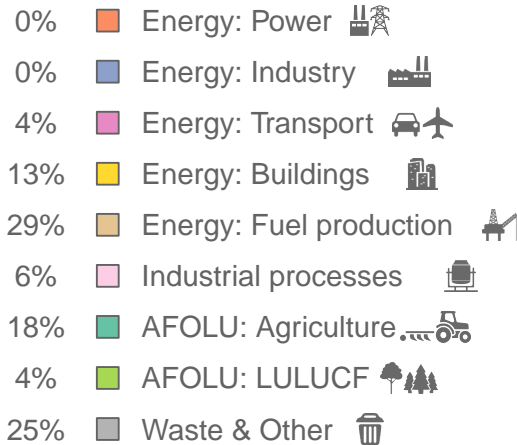 0% Energy: Power
0% Energy: Industry
4% Energy: Transport
13% Energy: Buildings
29% Energy: Fuel production
6% Industrial processes
18% AFOLU: Agriculture
4% AFOLU: LULUCF
25% Waste & Other